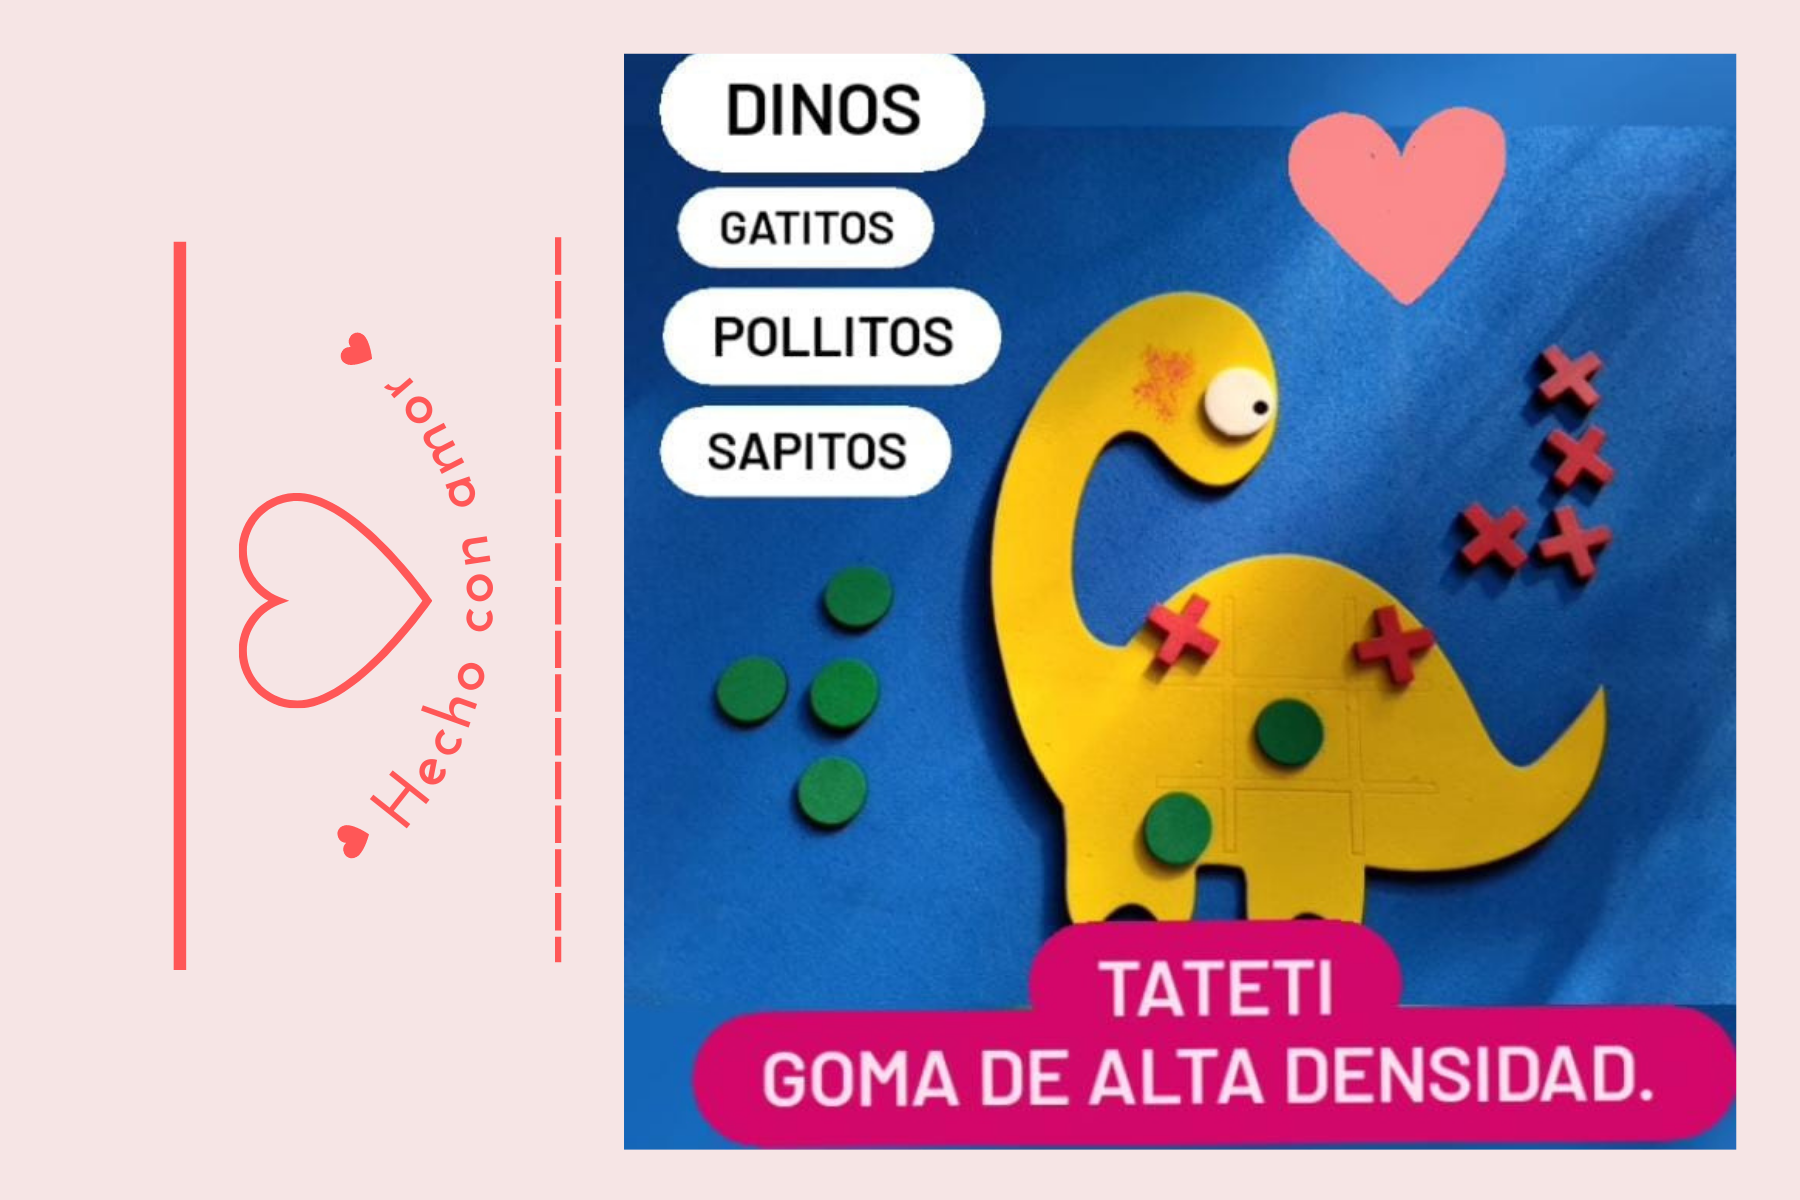 Hecho con amor
DINOS
GATITOS
POLLITOS
SAPITOS
TATETI
GOMA DE ALTA DENSIDAD.